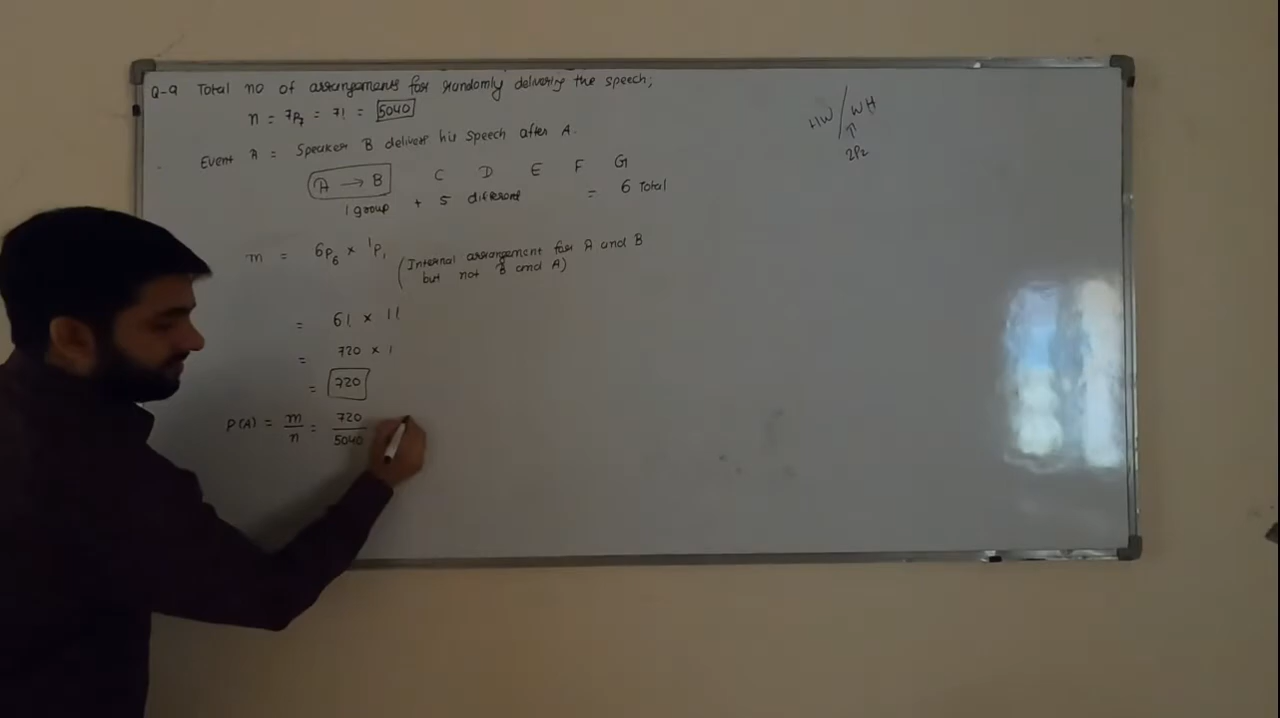 Q-9 Total no of arrangements for randomly delivering the speech;
n = 7P7 = 7! = 5040
Event A = Speaker B deliver his speech after A.
A → B C D E F G
1 group + 5 different = 6 Total
m = 6P6 × 1P1 (Internal arrangement for A and B
but not B and A)
= 6! × 1!
= 720 × 1
= 720
P(A) = m/n = 720/5040
HW / WH
↑
2P2